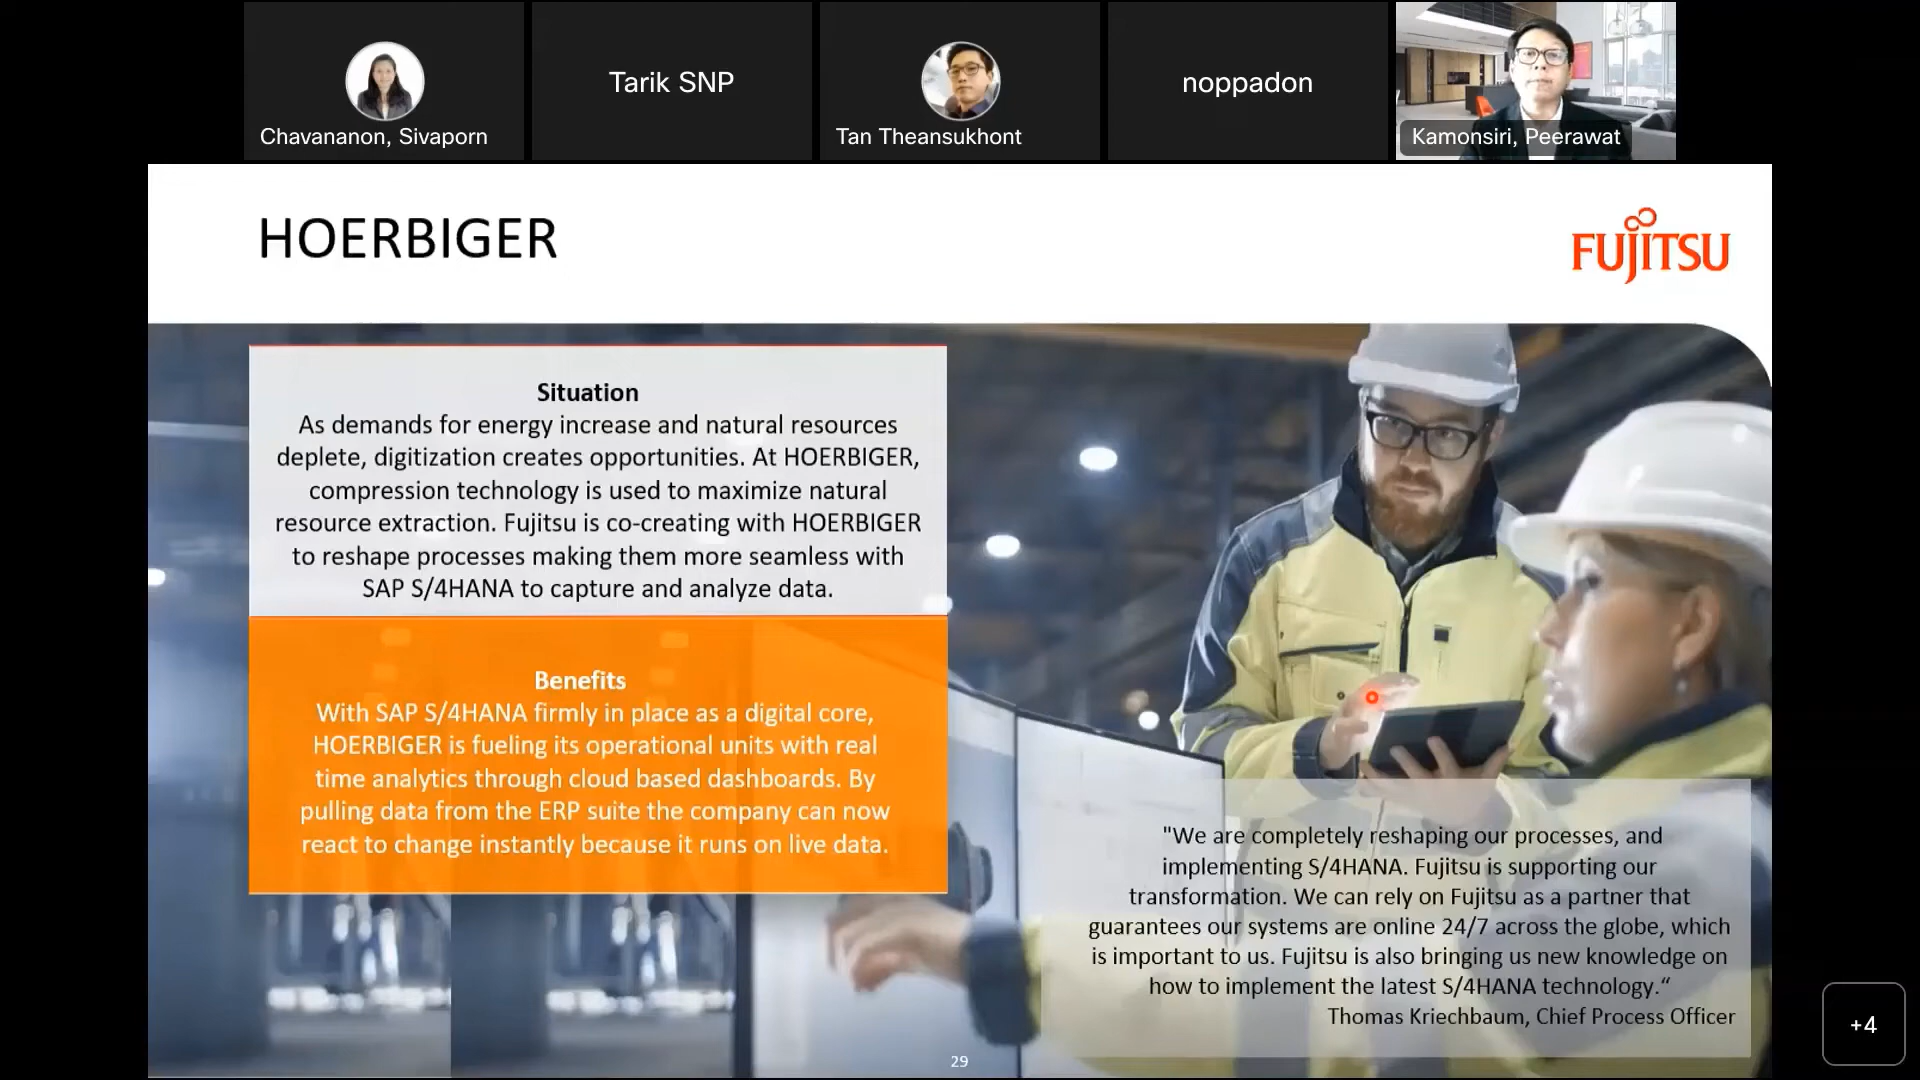 Chavananon, Sivaporn
Tarik SNP
Tan Theansukhont
noppadon
Kamonsiri, Peerawat
HOERBIGER
FUJITSU
Situation
As demands for energy increase and natural resources
deplete, digitization creates opportunities. At HOERBIGER,
compression technology is used to maximize natural
resource extraction. Fujitsu is co-creating with HOERBIGER
to reshape processes making them more seamless with
SAP S/4HANA to capture and analyze data.
Benefits
With SAP S/4HANA firmly in place as a digital core,
HOERBIGER is fueling its operational units with real
time analytics through cloud based dashboards. By
pulling data from the ERP suite the company can now
react to change instantly because it runs on live data.
"We are completely reshaping our processes, and
implementing S/4HANA. Fujitsu is supporting our
transformation. We can rely on Fujitsu as a partner that
guarantees our systems are online 24/7 across the globe, which
is important to us. Fujitsu is also bringing us new knowledge on
how to implement the latest S/4HANA technology.“
Thomas Kriechbaum, Chief Process Officer
29
+4